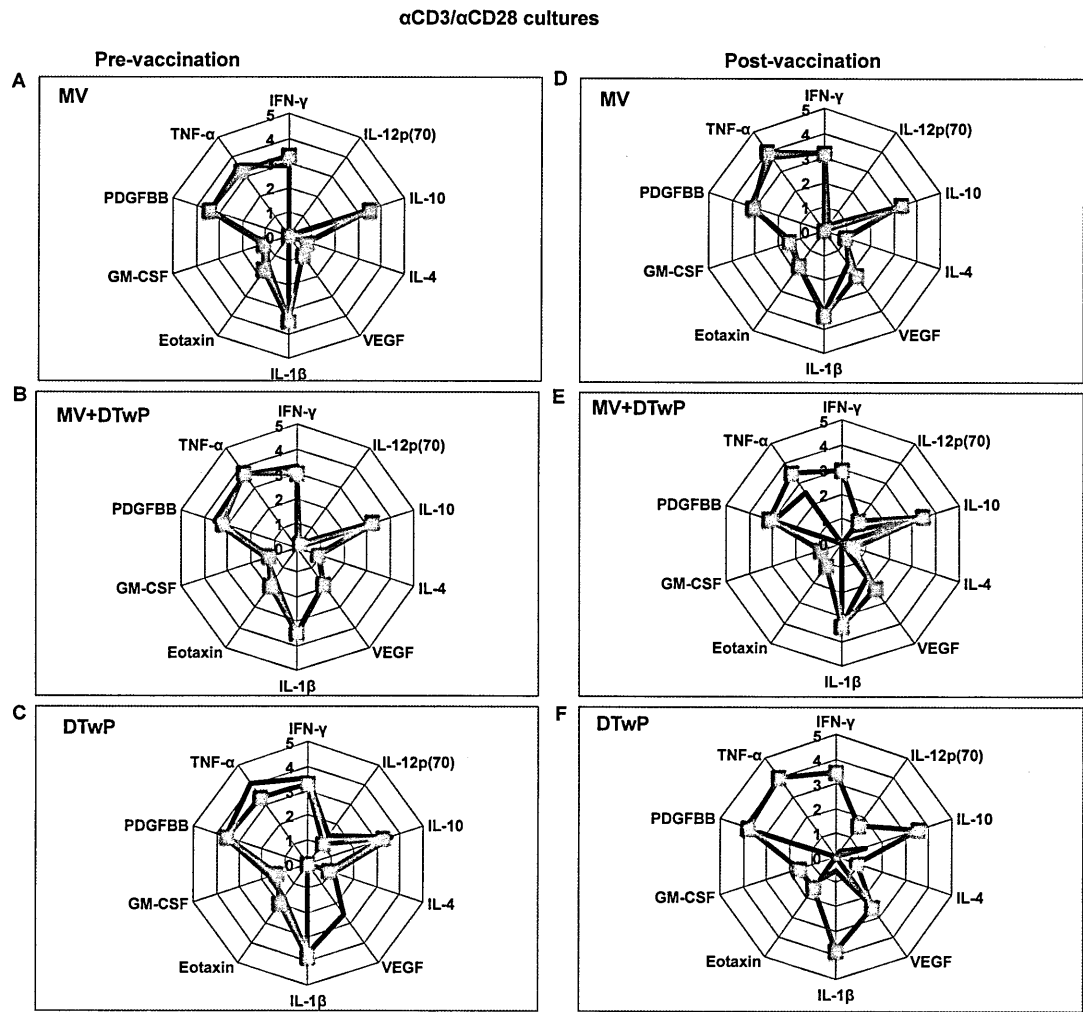 αCD3/αCD28 cultures
Pre-vaccination
Post-vaccination
A
MV
IFN-γ
IL-12p(70)
IL-10
IL-4
VEGF
IL-1β
Eotaxin
GM-CSF
PDGFBB
TNF-α
5
4
3
2
1
0
D
MV
IFN-γ
IL-12p(70)
IL-10
IL-4
VEGF
IL-1β
Eotaxin
GM-CSF
PDGFBB
TNF-α
5
4
3
2
1
0
B
MV+DTwP
IFN-γ
IL-12p(70)
IL-10
IL-4
VEGF
IL-1β
Eotaxin
GM-CSF
PDGFBB
TNF-α
5
4
3
2
1
0
E
MV+DTwP
IFN-γ
IL-12p(70)
IL-10
IL-4
VEGF
IL-1β
Eotaxin
GM-CSF
PDGFBB
TNF-α
5
4
3
2
1
0
C
DTwP
IFN-γ
IL-12p(70)
IL-10
IL-4
VEGF
IL-1β
Eotaxin
GM-CSF
PDGFBB
TNF-α
5
4
3
2
1
0
F
DTwP
IFN-γ
IL-12p(70)
IL-10
IL-4
VEGF
IL-1β
Eotaxin
GM-CSF
PDGFBB
TNF-α
5
4
3
2
1
0